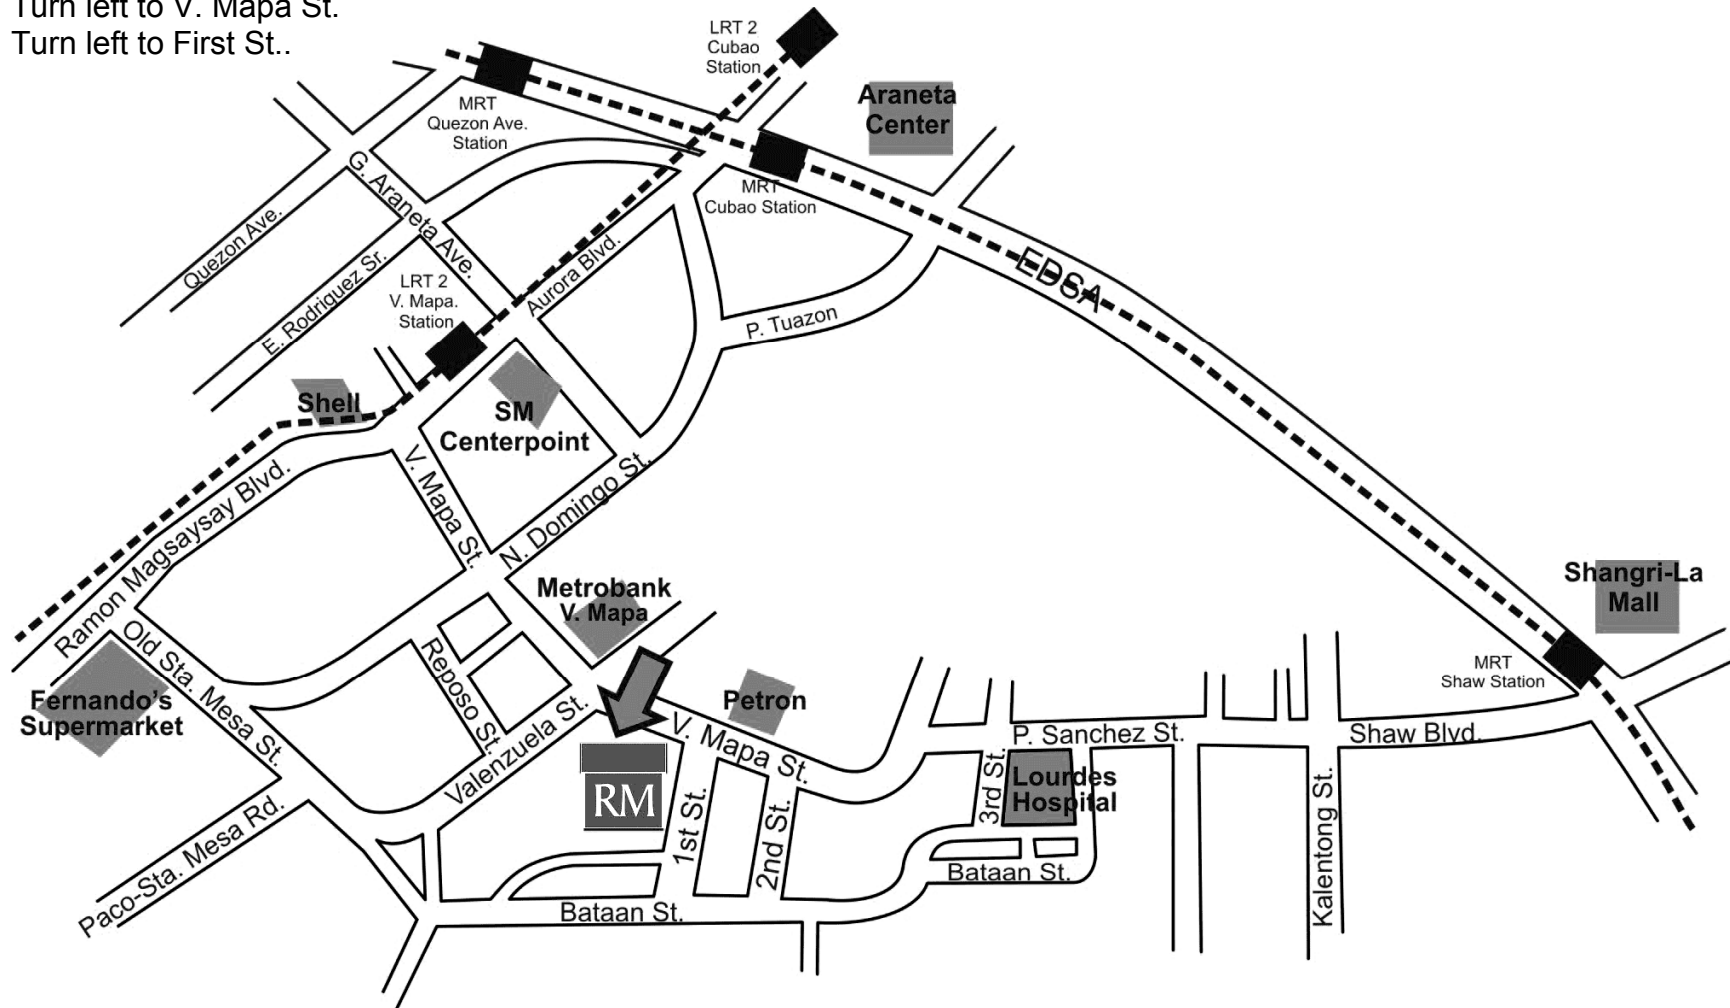 Turn left to V. Mapa St.
Turn left to First St..
LRT 2
Cubao
Station
Araneta
Center
MRT
Quezon Ave.
Station
G. Araneta Ave.
MRT
Cubao Station
Quezon Ave.
E. Rodriquez Sr.
LRT 2
V. Mapa.
Station
Aurora Blvd.
EDSA
P. Tuazon
Shell
SM
Centerpoint
V. Mapa St.
N. Domingo St.
Ramon Magsaysay Blvd.
Metrobank
V. Mapa
Shangri-La
Mall
Old Sta. Mesa St.
Reposo St.
MRT
Shaw Station
Fernando's
Supermarket
Petron
Valenzuela St.
V. Mapa St.
P. Sanchez St.
Shaw Blvd.
RM
1st St.
2nd St.
3rd St.
Lourdes
Hospital
Kalentong St.
Paco-Sta. Mesa Rd.
Bataan St.
Bataan St.